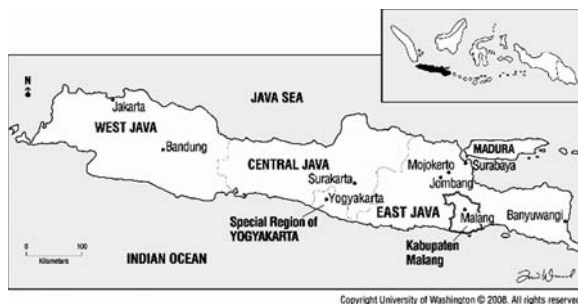 N
JAVA SEA
Jakarta
WEST JAVA
Bandung
MADURA
CENTRAL JAVA
Mojokerto
Surabaya
Surakarta
Jombang
Yogyakarta
EAST JAVA
Special Region of
YOGYAKARTA
Malang
Banyuwangi
Kabupaten
Malang
0 100
Kilometers
INDIAN OCEAN
Copyright University of Washington © 2008. All rights reserved